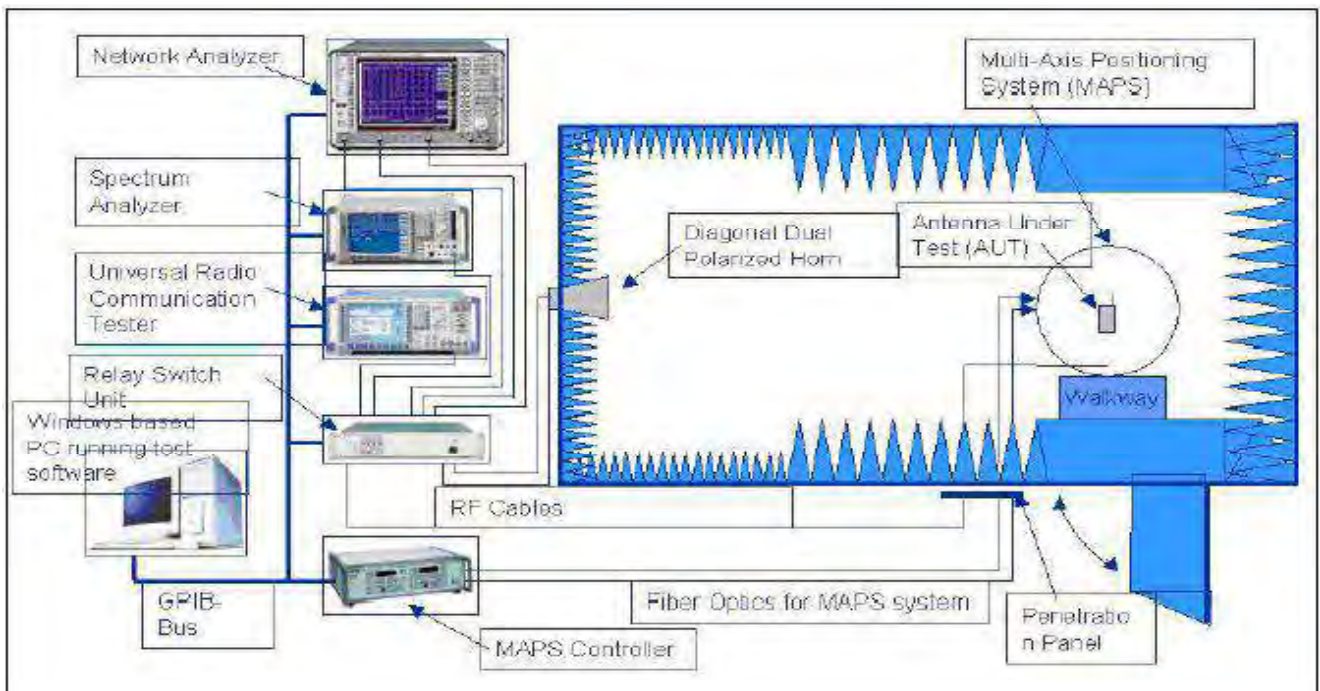 Network Analyzer
Multi-Axis Positioning
System (MAPS)
Spectrum
Analyzer
Diagonal Dual
Polarized Horn
Antenna Under
Test (AUT)
Universal Radio
Communication
Tester
Relay Switch
Unit
Walkway
Windows based
PC running test
software
RF Cables
GPIB-
Bus
Fiber Optics for MAPS system
Penetratio
n Panel
MAPS Controller